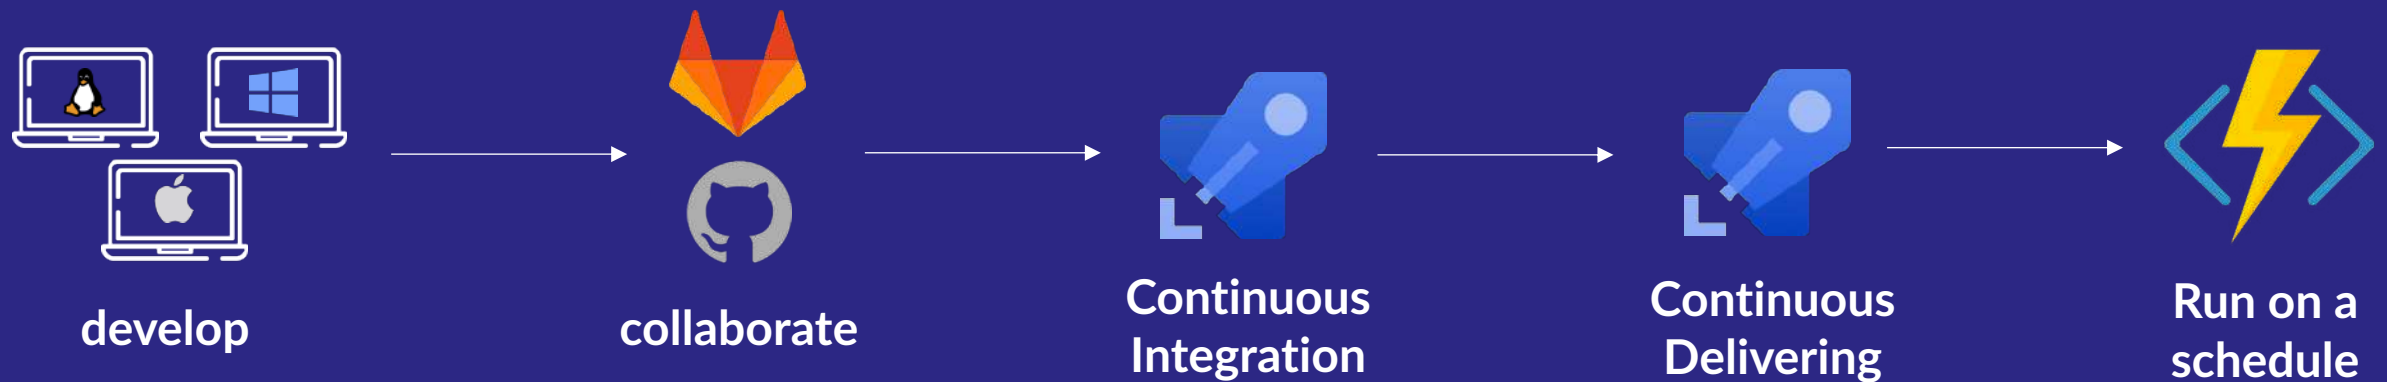 develop
collaborate
Continuous
Integration
Continuous
Delivering
Run on a
schedule